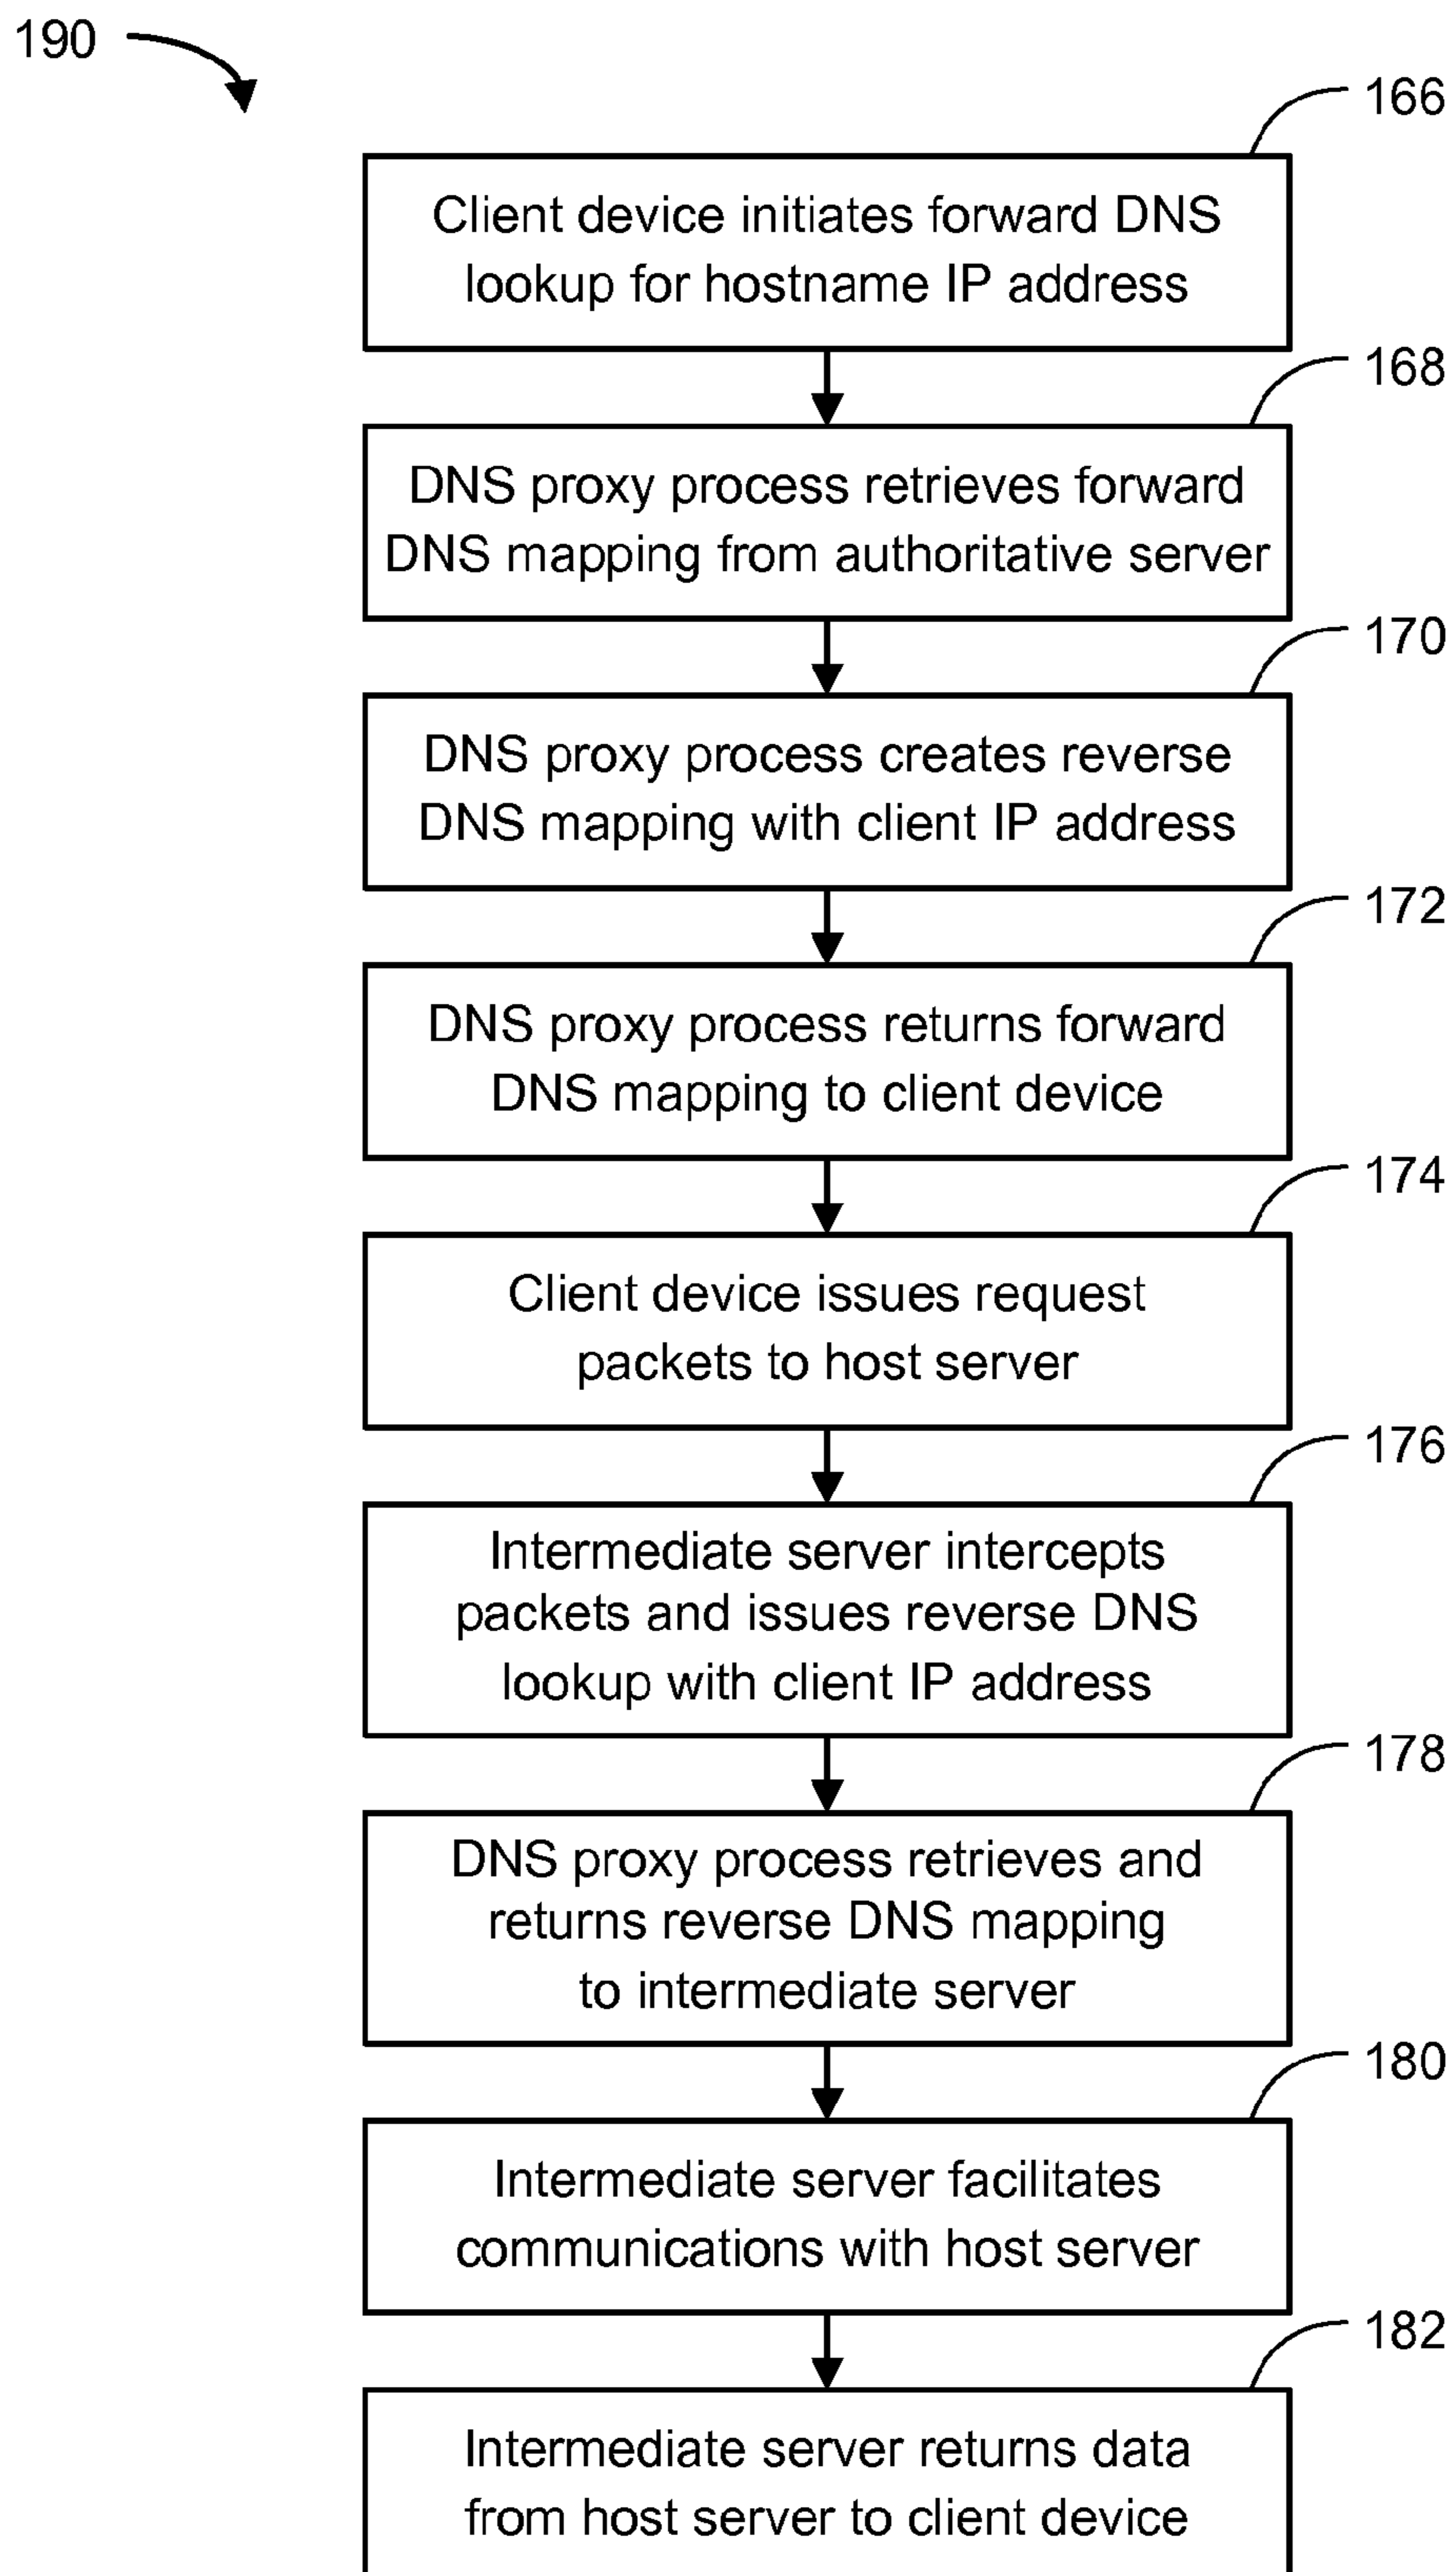 190
166
Client device initiates forward DNS
lookup for hostname IP address
168
DNS proxy process retrieves forward
DNS mapping from authoritative server
170
DNS proxy process creates reverse
DNS mapping with client IP address
172
DNS proxy process returns forward
DNS mapping to client device
174
Client device issues request
packets to host server
176
Intermediate server intercepts
packets and issues reverse DNS
lookup with client IP address
178
DNS proxy process retrieves and
returns reverse DNS mapping
to intermediate server
180
Intermediate server facilitates
communications with host server
182
Intermediate server returns data
from host server to client device